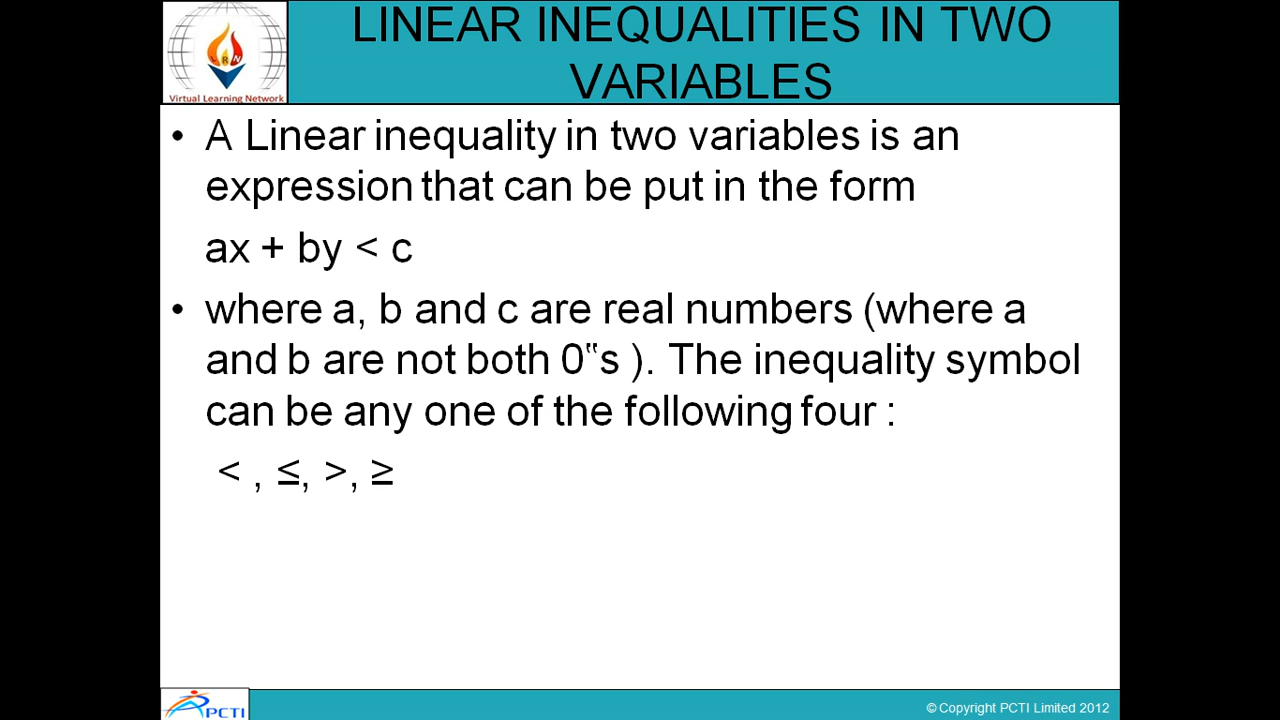 LINEAR INEQUALITIES IN TWO
VARIABLES
LRN
Virtual Learning Network
• A Linear inequality in two variables is an
expression that can be put in the form
ax + by < c
• where a, b and c are real numbers (where a
and b are not both 0‟s ). The inequality symbol
can be any one of the following four :
< , ≤, >, ≥
PCTI
© Copyright PCTI Limited 2012